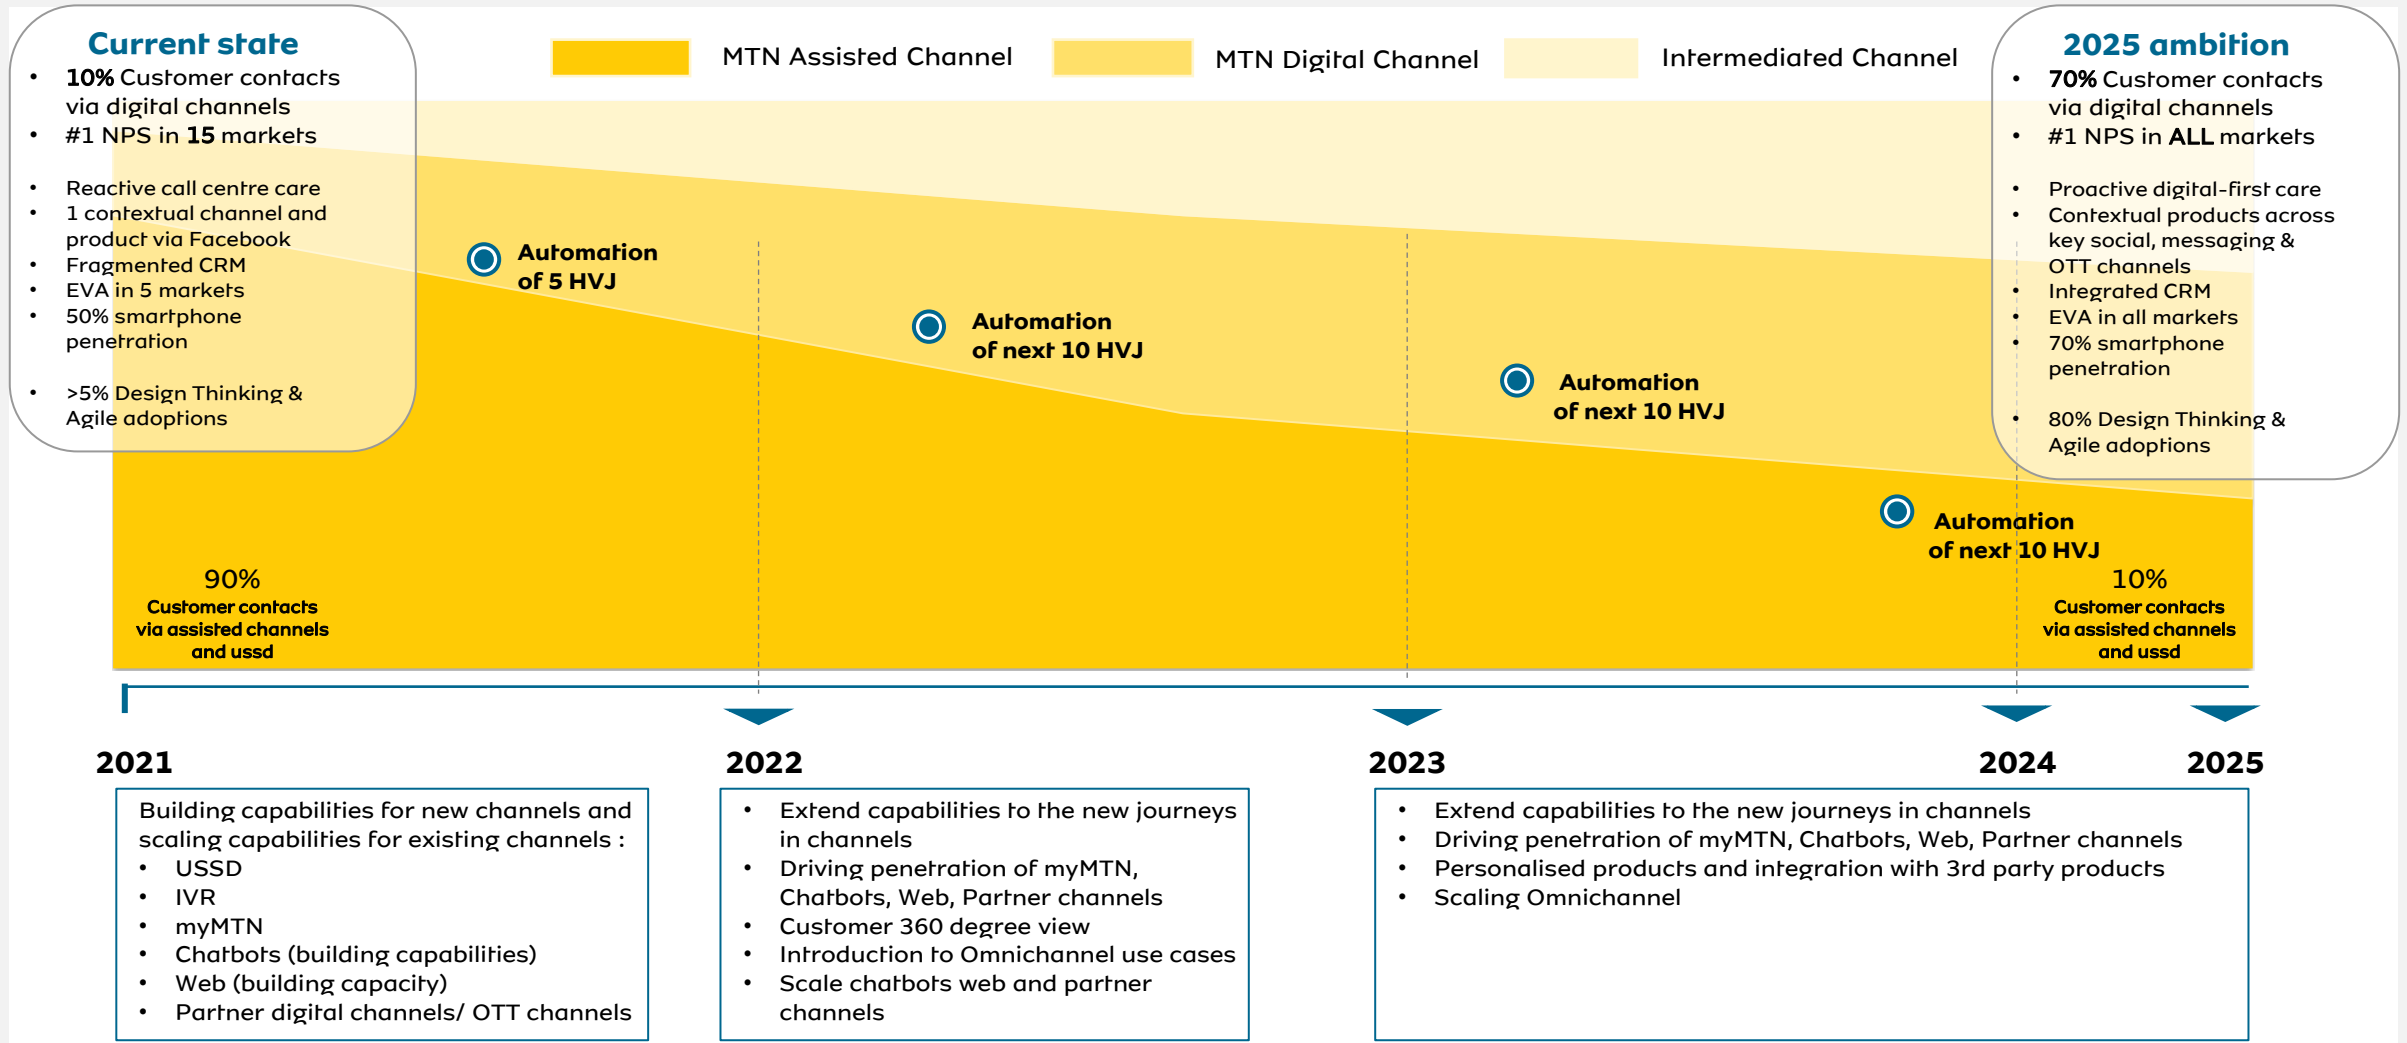 Current state
• 10% Customer contacts
via digital channels
• #1 NPS in 15 markets
• Reactive call centre care
• 1 contextual channel and
product via Facebook
• Fragmented CRM
• EVA in 5 markets
• 50% smartphone
penetration
• >5% Design Thinking &
Agile adoptions
MTN Assisted Channel
MTN Digital Channel
Intermediated Channel
2025 ambition
• 70% Customer contacts
via digital channels
• #1 NPS in ALL markets
• Proactive digital-first care
• Contextual products across
key social, messaging &
OTT channels
• Integrated CRM
• EVA in all markets
• 70% smartphone
penetration
• 80% Design Thinking &
Agile adoptions
Automation
of 5 HVJ
Automation
of next 10 HVJ
Automation
of next 10 HVJ
Automation
of next 10 HVJ
90%
Customer contacts
via assisted channels
and ussd
10%
Customer contacts
via assisted channels
and ussd
2021
2022
2023
2024
2025
Building capabilities for new channels and
scaling capabilities for existing channels :
• USSD
• IVR
• myMTN
• Chatbots (building capabilities)
• Web (building capacity)
• Partner digital channels/ OTT channels
• Extend capabilities to the new journeys
in channels
• Driving penetration of myMTN,
Chatbots, Web, Partner channels
• Customer 360 degree view
• Introduction to Omnichannel use cases
• Scale chatbots web and partner
channels
• Extend capabilities to the new journeys in channels
• Driving penetration of myMTN, Chatbots, Web, Partner channels
• Personalised products and integration with 3rd party products
• Scaling Omnichannel